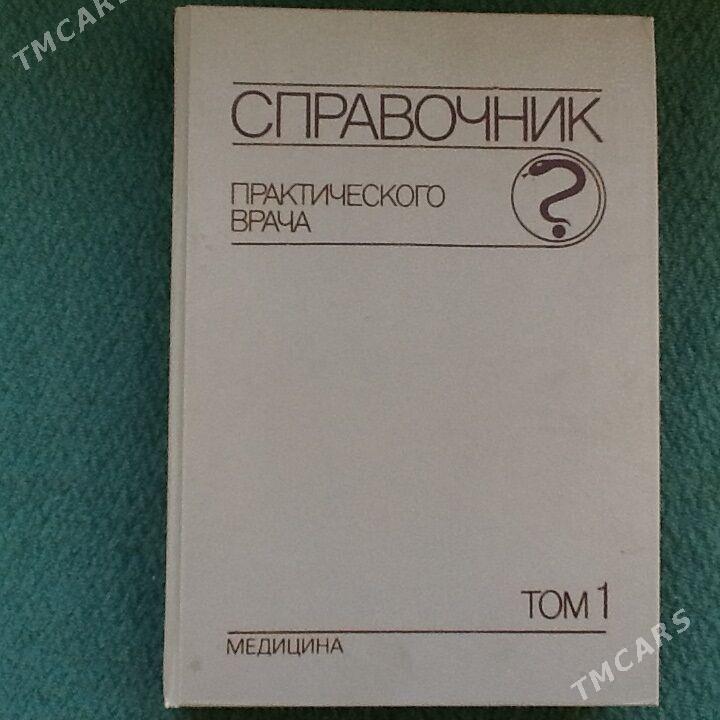 TMCARS
СПРАВОЧНИК
ПРАКТИЧЕСКОГО
ВРАЧА
ТОМ 1
МЕДИЦИНА
TMCARS